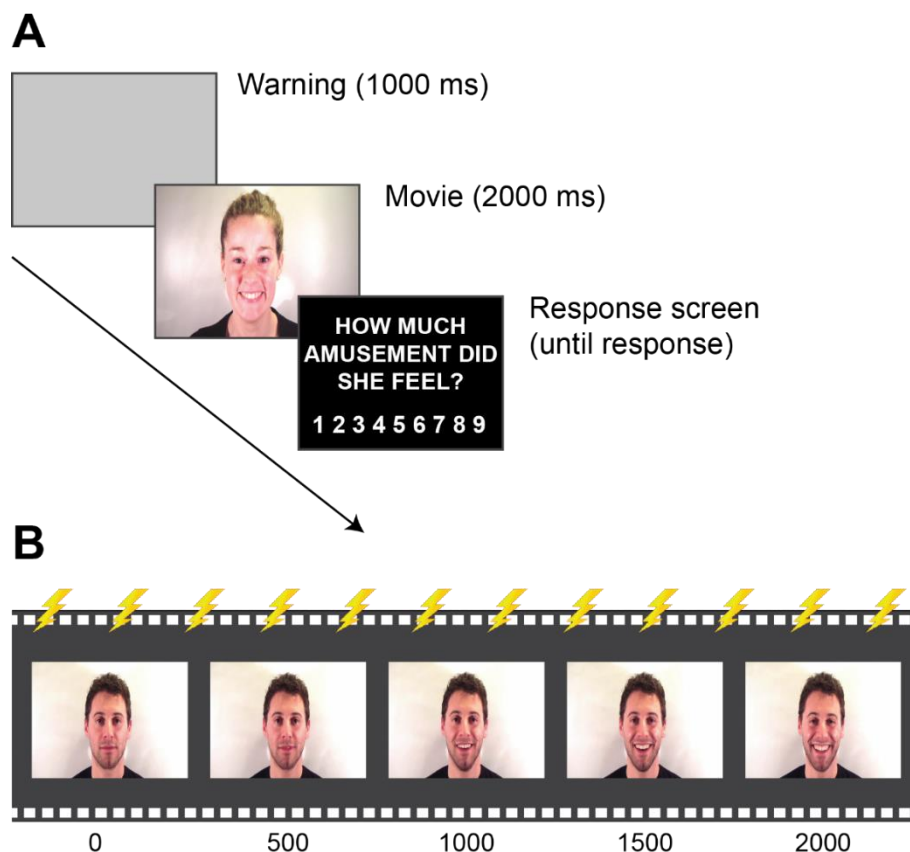 A
Warning (1000 ms)
Movie (2000 ms)
Response screen
(until response)
HOW MUCH
AMUSEMENT DID
SHE FEEL?
1 2 3 4 5 6 7 8 9
B
0 500 1000 1500 2000